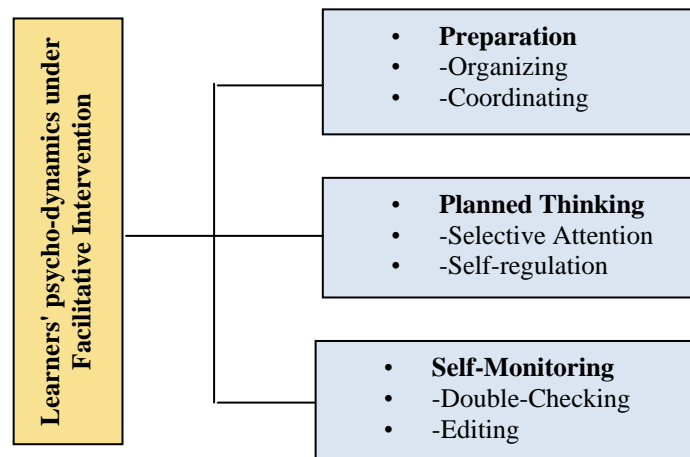 Learners' psycho-dynamics under
Facilitative Intervention
• Preparation
• -Organizing
• -Coordinating
• Planned Thinking
• -Selective Attention
• -Self-regulation
• Self-Monitoring
• -Double-Checking
• -Editing